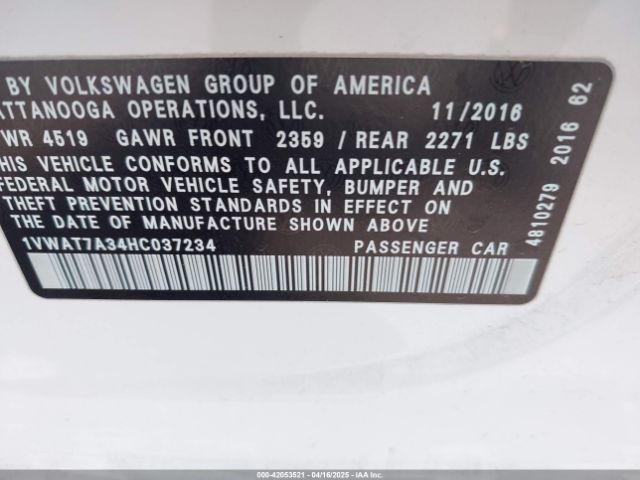 BY VOLKSWAGEN GROUP OF AMERICA
ATTANOOGA OPERATIONS, LLC. 11/2016
WR 4519 GAWR FRONT 2359 / REAR 2271 LBS
THIS VEHICLE CONFORMS TO ALL APPLICABLE U.S.
FEDERAL MOTOR VEHICLE SAFETY, BUMPER AND
THEFT PREVENTION STANDARDS IN EFFECT ON
THE DATE OF MANUFACTURE SHOWN ABOVE
1VWAT7A34HC037234 PASSENGER CAR
4810279 2016 62
000-42053521 - 04/16/2025 - IAA Inc.